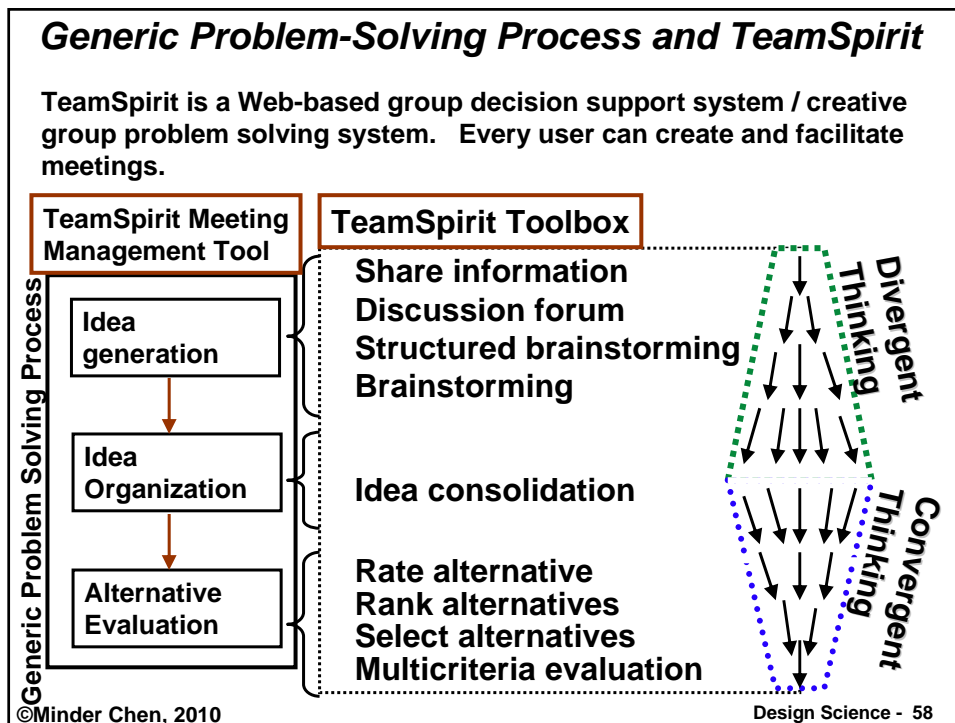 Generic Problem-Solving Process and TeamSpirit
TeamSpirit is a Web-based group decision support system / creative
group problem solving system. Every user can create and facilitate
meetings.
TeamSpirit Meeting
Management Tool
TeamSpirit Toolbox
Generic Problem Solving Process
Idea
generation
Share information
Discussion forum
Structured brainstorming
Brainstorming
Divergent
Thinking
Idea
Organization
Idea consolidation
Convergent
Thinking
Alternative
Evaluation
Rate alternative
Rank alternatives
Select alternatives
Multicriteria evaluation
©Minder Chen, 2010
Design Science - 58